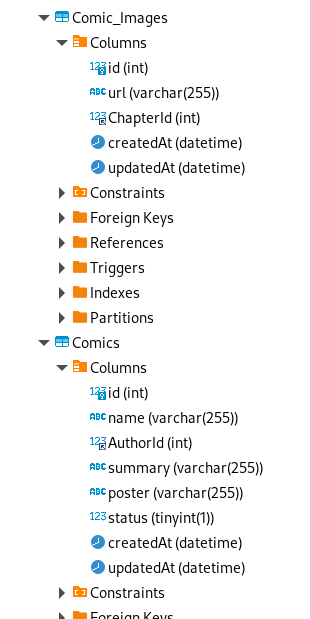 Comic_Images
Columns
123 id (int)
ABC url (varchar(255))
123 ChapterId (int)
createdAt (datetime)
updatedAt (datetime)
Constraints
Foreign Keys
References
Triggers
Indexes
Partitions
Comics
Columns
123 id (int)
ABC name (varchar(255))
123 AuthorId (int)
ABC summary (varchar(255))
ABC poster (varchar(255))
123 status (tinyint(1))
createdAt (datetime)
updatedAt (datetime)
Constraints
Foreign Keys